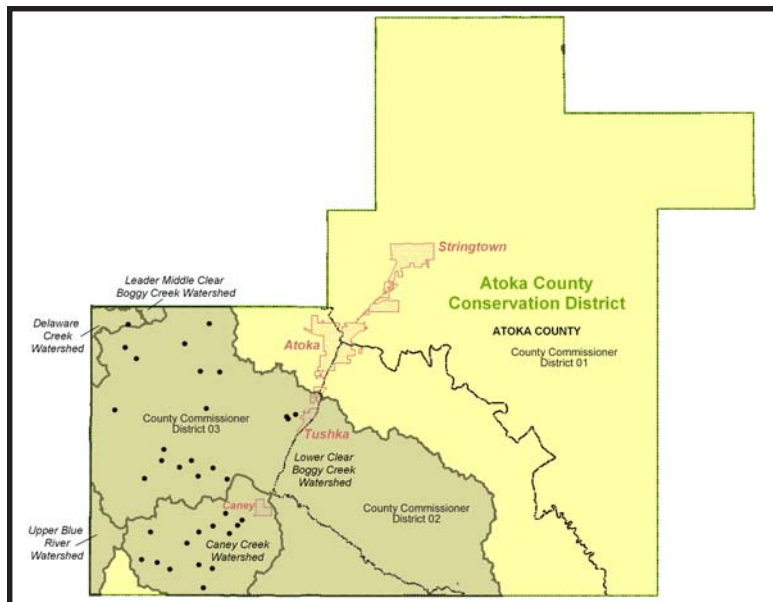 Stringtown
Leader Middle Clear
Boggy Creek Watershed
Atoka County
Conservation District
Delaware
Creek
Watershed
ATOKA COUNTY
Atoka
County Commissioner
District 01
County Commissioner
District 03
Tushka
Lower Clear
Boggy Creek
Watershed
Caney
County Commissioner
District 02
Upper Blue
River
Watershed
Caney Creek
Watershed